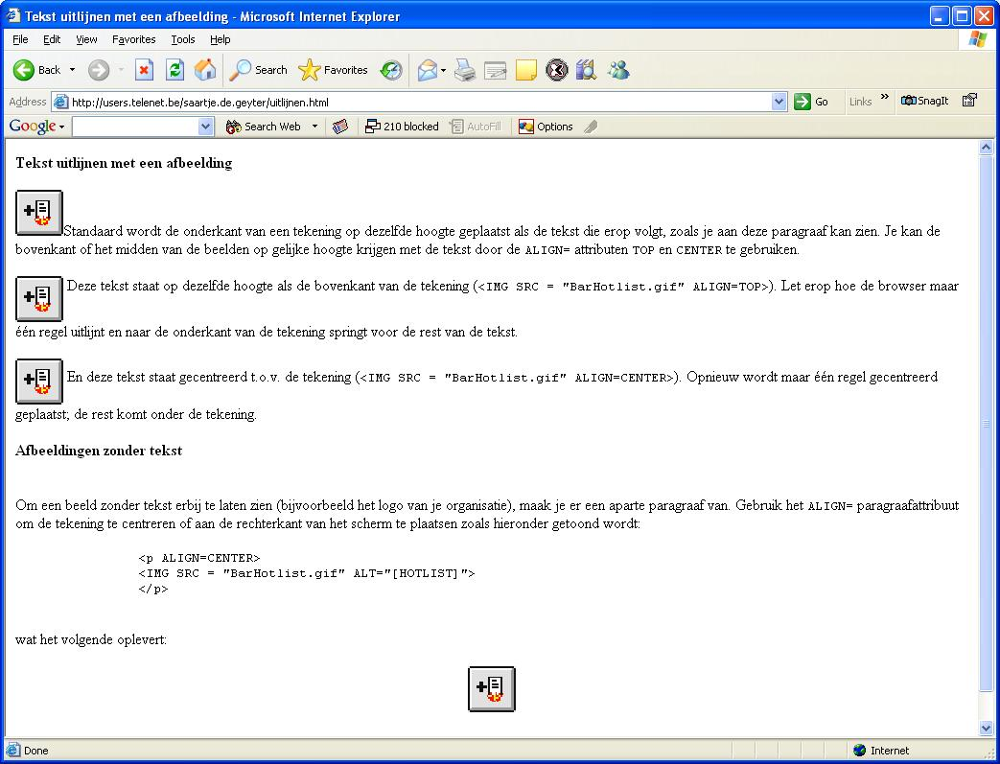 Tekst uitlijnen met een afbeelding - Microsoft Internet Explorer
File Edit View Favorites Tools Help
Back Search Favorites
Address http://users.telenet.be/saartje.de.geyter/uitlijnen.html Go Links » SnagIt
Google Search Web 210 blocked AutoFill Options
Tekst uitlijnen met een afbeelding
Standaard wordt de onderkant van een tekening op dezelfde hoogte geplaatst als de tekst die erop volgt, zoals je aan deze paragraaf kan zien. Je kan de
bovenkant of het midden van de beelden op gelijke hoogte krijgen met de tekst door de ALIGN= attributen TOP en CENTER te gebruiken.
Deze tekst staat op dezelfde hoogte als de bovenkant van de tekening (<IMG SRC = "BarHotlist.gif" ALIGN=TOP>). Let erop hoe de browser maar
één regel uitlijnt en naar de onderkant van de tekening springt voor de rest van de tekst.
En deze tekst staat gecentreerd t.o.v. de tekening (<IMG SRC = "BarHotlist.gif" ALIGN=CENTER>). Opnieuw wordt maar één regel gecentreerd
geplaatst; de rest komt onder de tekening.
Afbeeldingen zonder tekst
Om een beeld zonder tekst erbij te laten zien (bijvoorbeeld het logo van je organisatie), maak je er een aparte paragraaf van. Gebruik het ALIGN= paragraafattribuut
om de tekening te centreren of aan de rechterkant van het scherm te plaatsen zoals hieronder getoond wordt:
<p ALIGN=CENTER>
<IMG SRC = "BarHotlist.gif" ALT="[HOTLIST]">
</p>
wat het volgende oplevert:
Done Internet